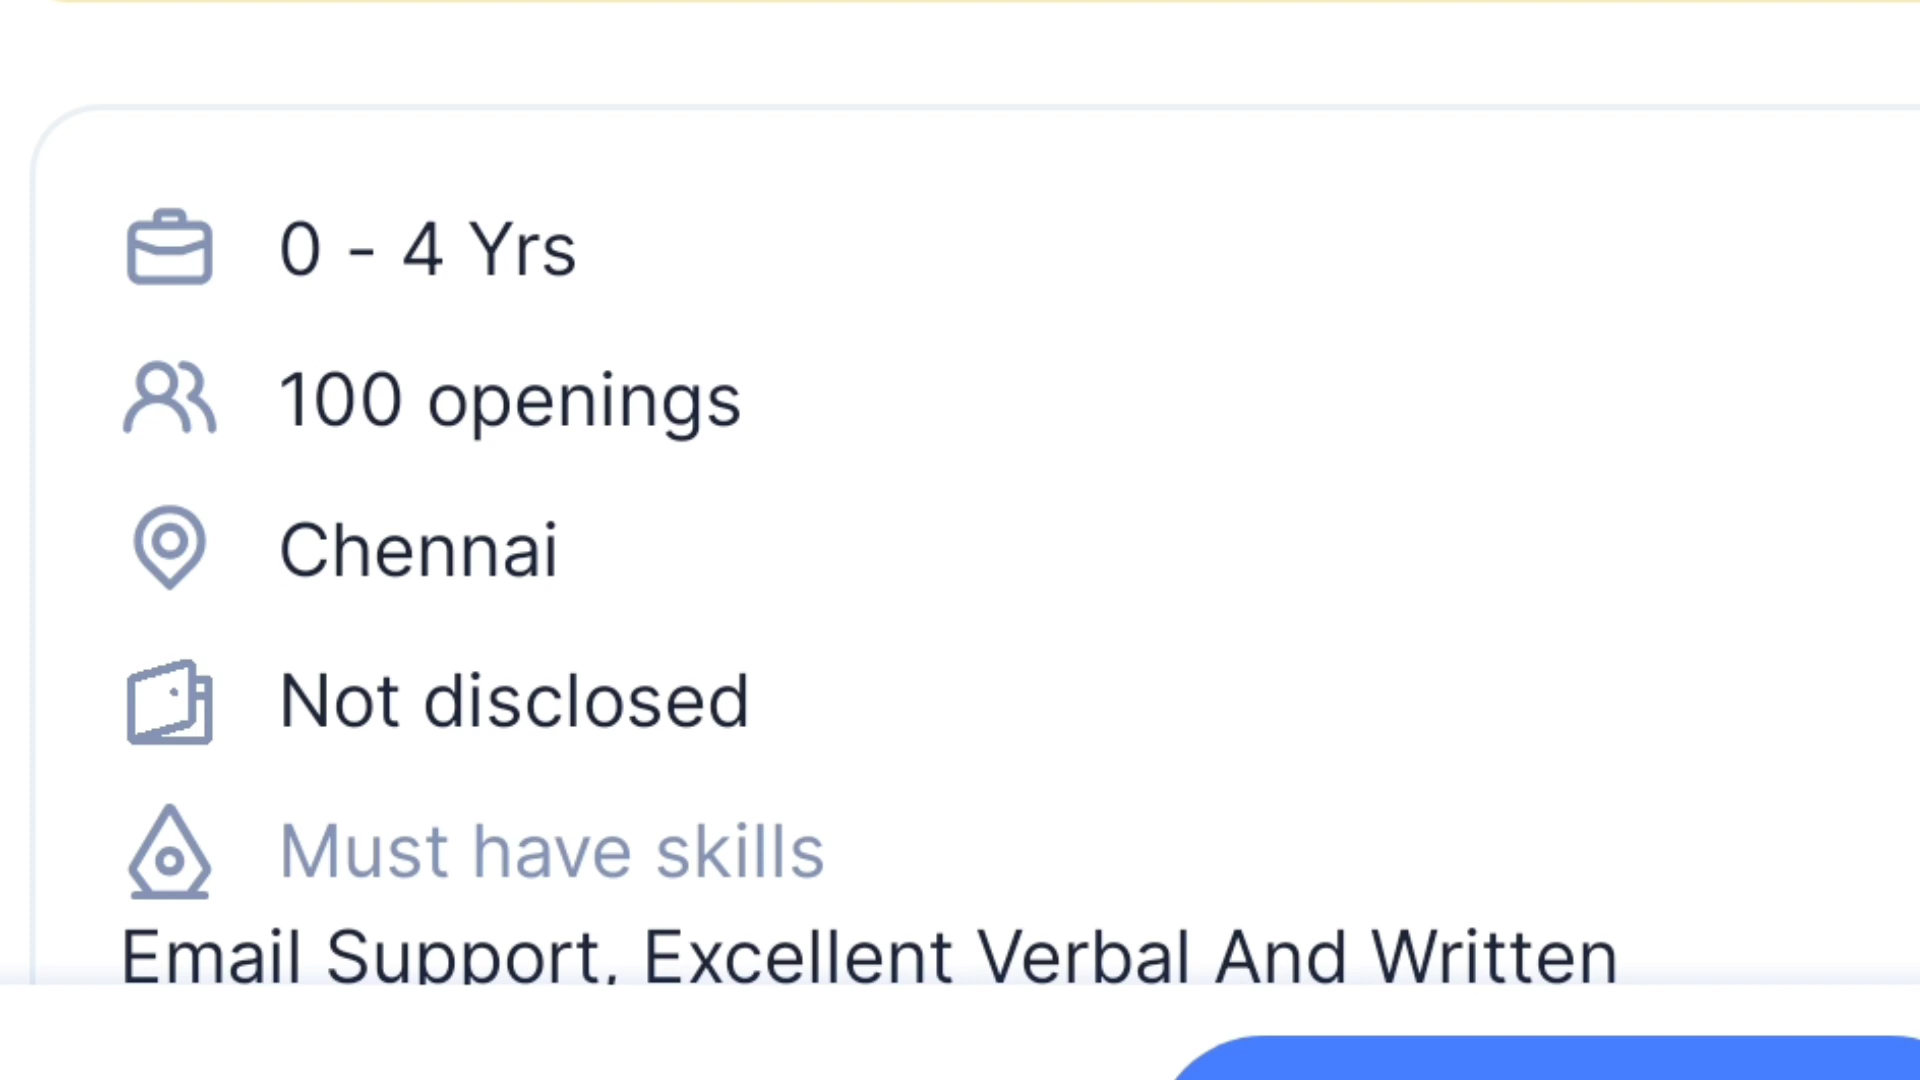 0 - 4 Yrs
100 openings
Chennai
Not disclosed
Must have skills
Email Support, Excellent Verbal And Written